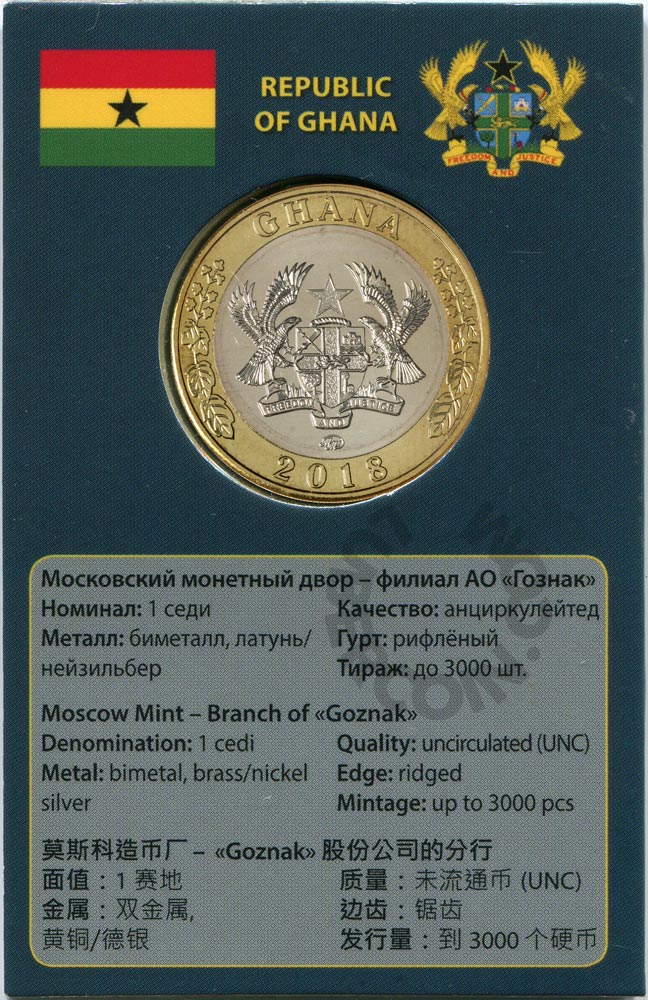 REPUBLIC
OF GHANA
FREEDOM JUSTICE
AND
GHANA
FREEDOM JUSTICE
AND
2018
Московский монетный двор – филиал АО «Гознак»
Номинал: 1 седи Качество: анциркулейтед
Металл: биметалл, латунь/ Гурт: рифлёный
нейзильбер Тираж: до 3000 шт.
Moscow Mint – Branch of «Goznak»
Denomination: 1 cedi Quality: uncirculated (UNC)
Metal: bimetal, brass/nickel Edge: ridged
silver Mintage: up to 3000 pcs
莫斯科造币厂 – «Goznak» 股份公司的分行
面值：1 赛地 质量：未流通币 (UNC)
金属：双金属, 边齿：锯齿
黄铜/德银 发行量：到 3000 个硬币